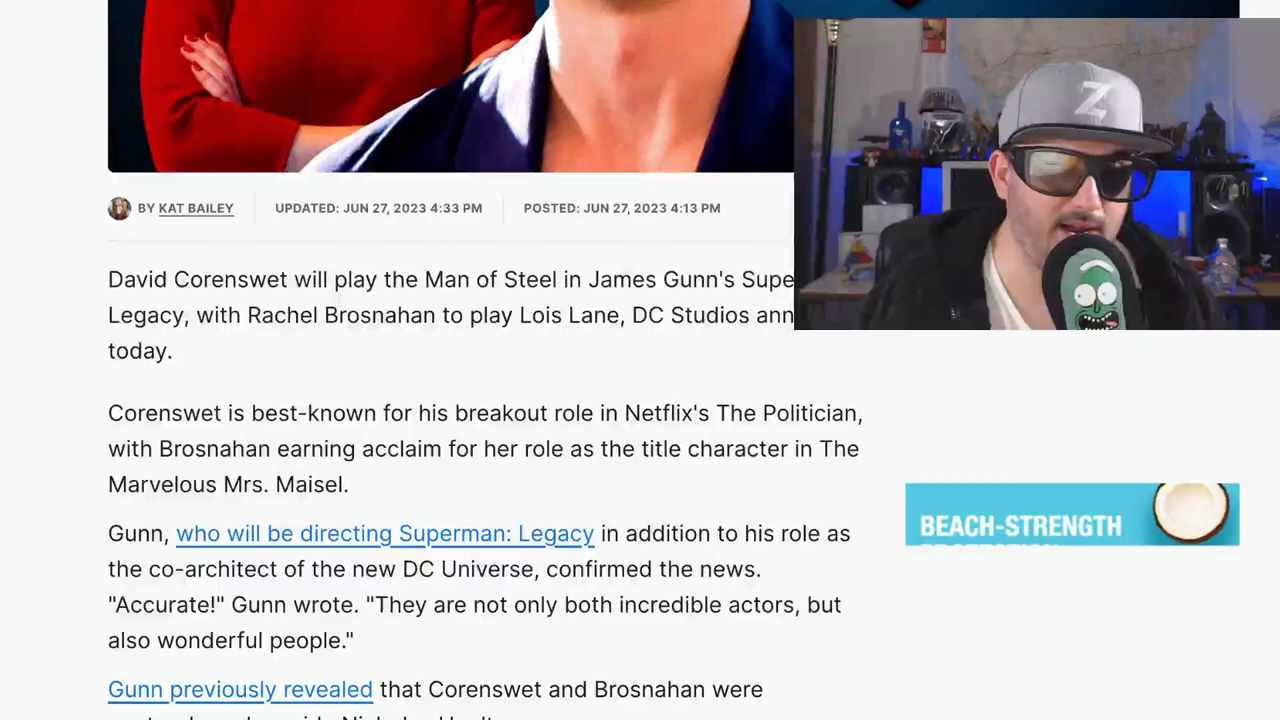 BY KAT BAILEY
UPDATED: JUN 27, 2023 4:33 PM
POSTED: JUN 27, 2023 4:13 PM
Z
David Corenswet will play the Man of Steel in James Gunn's Supe
Legacy, with Rachel Brosnahan to play Lois Lane, DC Studios ann
today.
Corenswet is best-known for his breakout role in Netflix's The Politician,
with Brosnahan earning acclaim for her role as the title character in The
Marvelous Mrs. Maisel.
BEACH-STRENGTH
Gunn, who will be directing Superman: Legacy in addition to his role as
the co-architect of the new DC Universe, confirmed the news.
"Accurate!" Gunn wrote. "They are not only both incredible actors, but
also wonderful people."
Gunn previously revealed that Corenswet and Brosnahan were